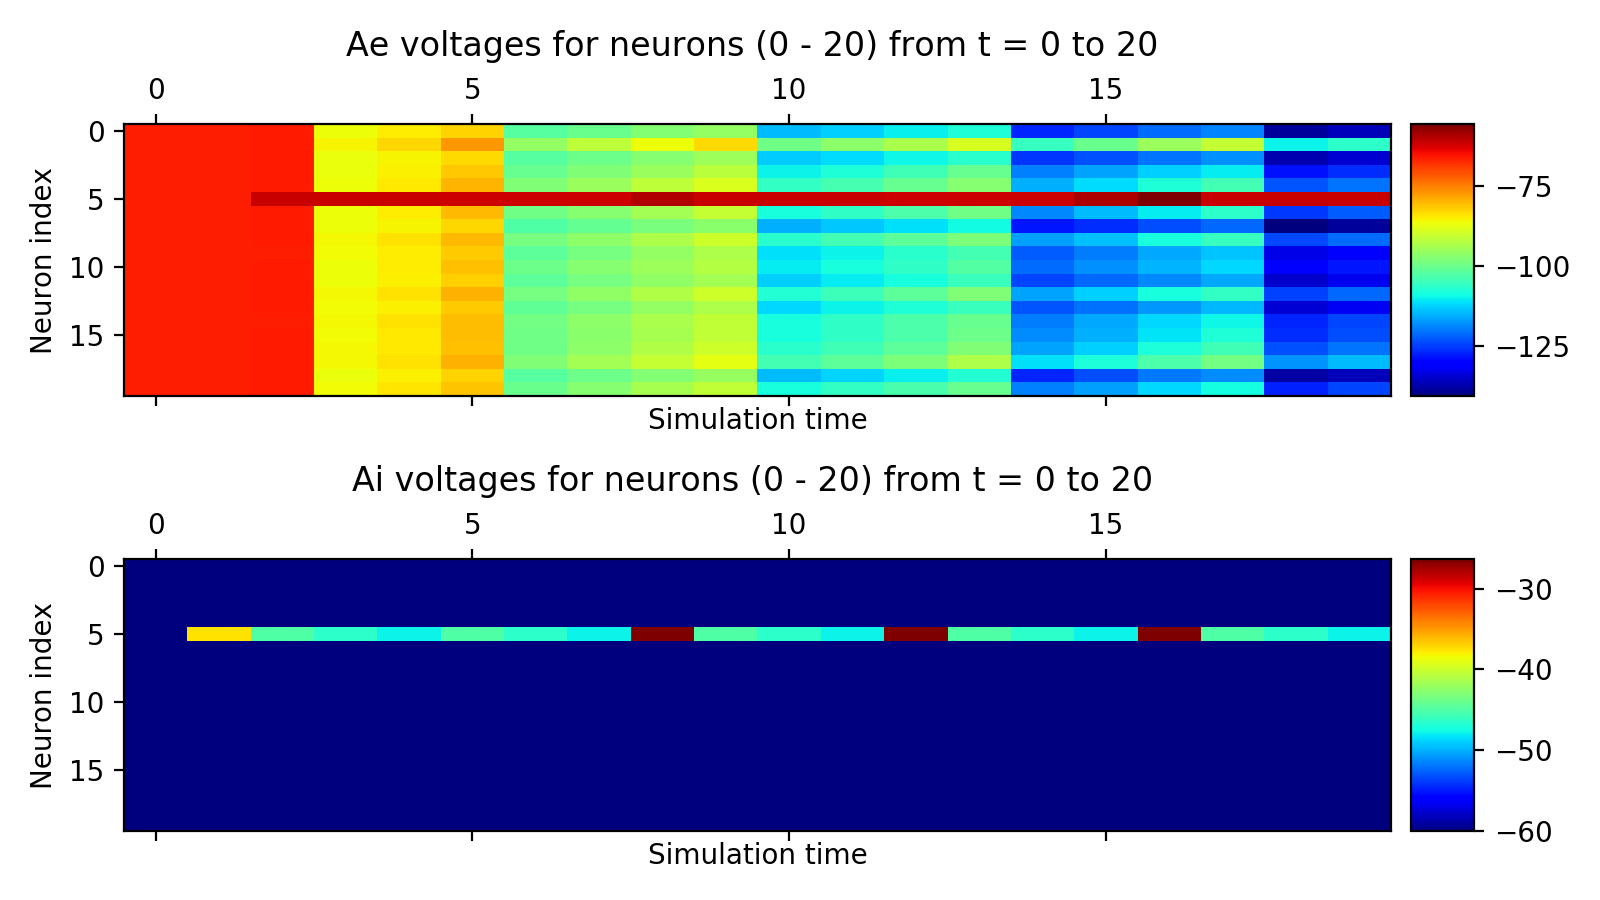 Ae voltages for neurons (0 - 20) from t = 0 to 20
0 5 10 15
0
5
10
15
Neuron index
Simulation time
−75
−100
−125
Ai voltages for neurons (0 - 20) from t = 0 to 20
0 5 10 15
0
5
10
15
Neuron index
Simulation time
−30
−40
−50
−60